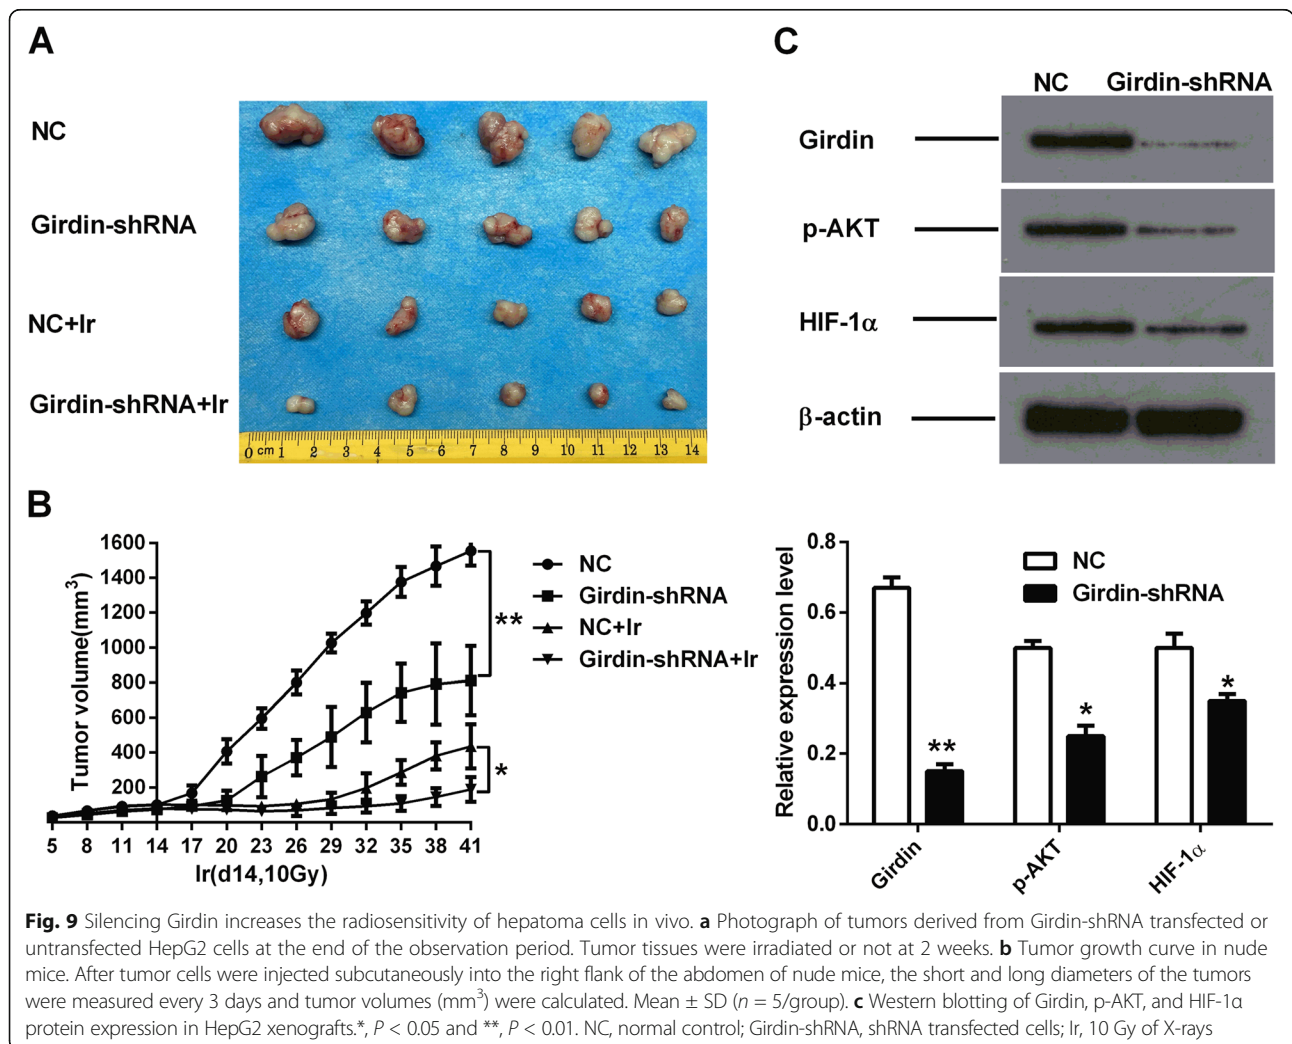 A
NC
Girdin-shRNA
NC+Ir
Girdin-shRNA+Ir
0 cm 1 2 3 4 5 6 7 8 9 10 11 12 13 14
C
NC Girdin-shRNA
Girdin
p-AKT
HIF-1α
β-actin
B
Tumor volume(mm³)
1600
1400
1200
1000
800
600
400
200
5 8 11 14 17 20 23 26 29 32 35 38 41
Ir(d14,10Gy)
NC
Girdin-shRNA
NC+Ir
Girdin-shRNA+Ir
**
*
Relative expression level
0.8
0.6
0.4
0.2
0.0
NC
Girdin-shRNA
**
*
*
Girdin
p-AKT
HIF-1α
Fig. 9 Silencing Girdin increases the radiosensitivity of hepatoma cells in vivo. a Photograph of tumors derived from Girdin-shRNA transfected or
untransfected HepG2 cells at the end of the observation period. Tumor tissues were irradiated or not at 2 weeks. b Tumor growth curve in nude
mice. After tumor cells were injected subcutaneously into the right flank of the abdomen of nude mice, the short and long diameters of the tumors
were measured every 3 days and tumor volumes (mm³) were calculated. Mean ± SD (n = 5/group). c Western blotting of Girdin, p-AKT, and HIF-1α
protein expression in HepG2 xenografts.*, P < 0.05 and **, P < 0.01. NC, normal control; Girdin-shRNA, shRNA transfected cells; Ir, 10 Gy of X-rays